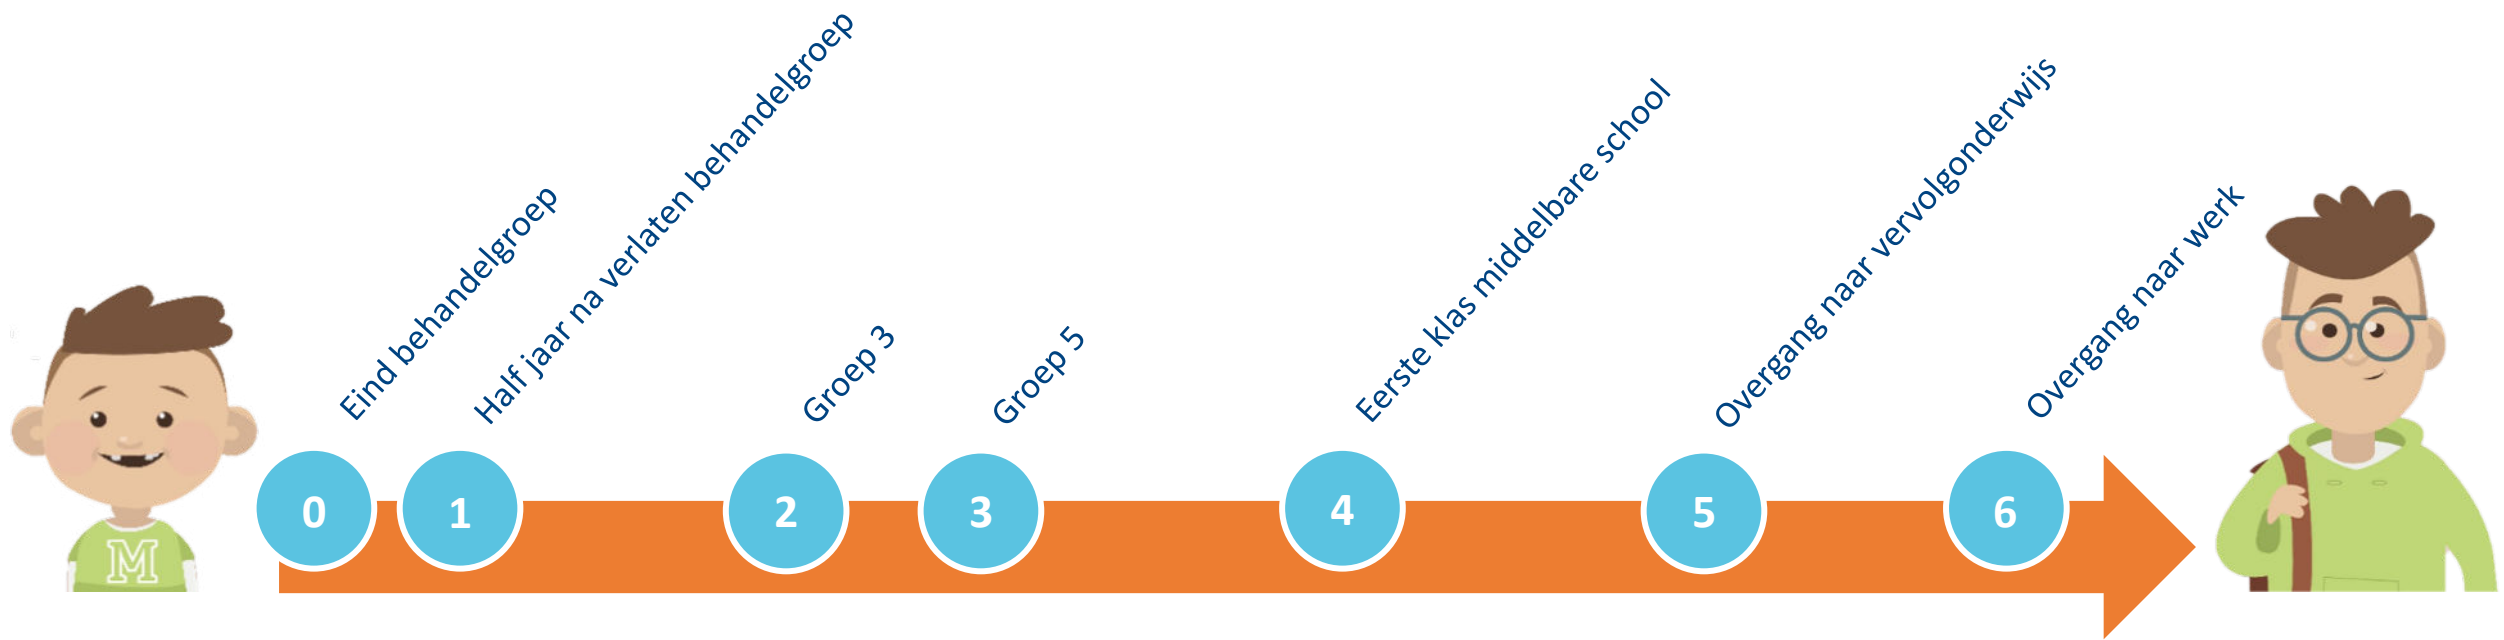 Eind behandelgroep
Half jaar na verlaten behandelgroep
Groep 3
Groep 5
Eerste klas middelbare school
Overgang naar vervolgonderwijs
Overgang naar werk
0
1
2
3
4
5
6
M